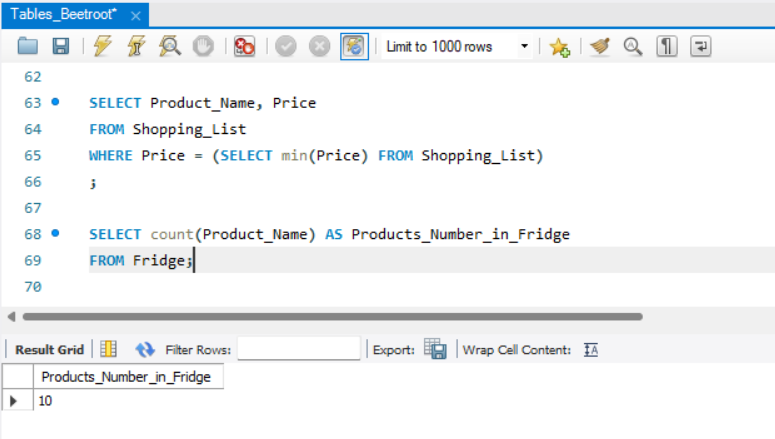 Tables_Beetroot*
Limit to 1000 rows
62
63 SELECT Product_Name, Price
64 FROM Shopping_List
65 WHERE Price = (SELECT min(Price) FROM Shopping_List)
66 ;
67
68 SELECT count(Product_Name) AS Products_Number_in_Fridge
69 FROM Fridge;
70
Result Grid Filter Rows: Export: Wrap Cell Content: IA
Products_Number_in_Fridge
10